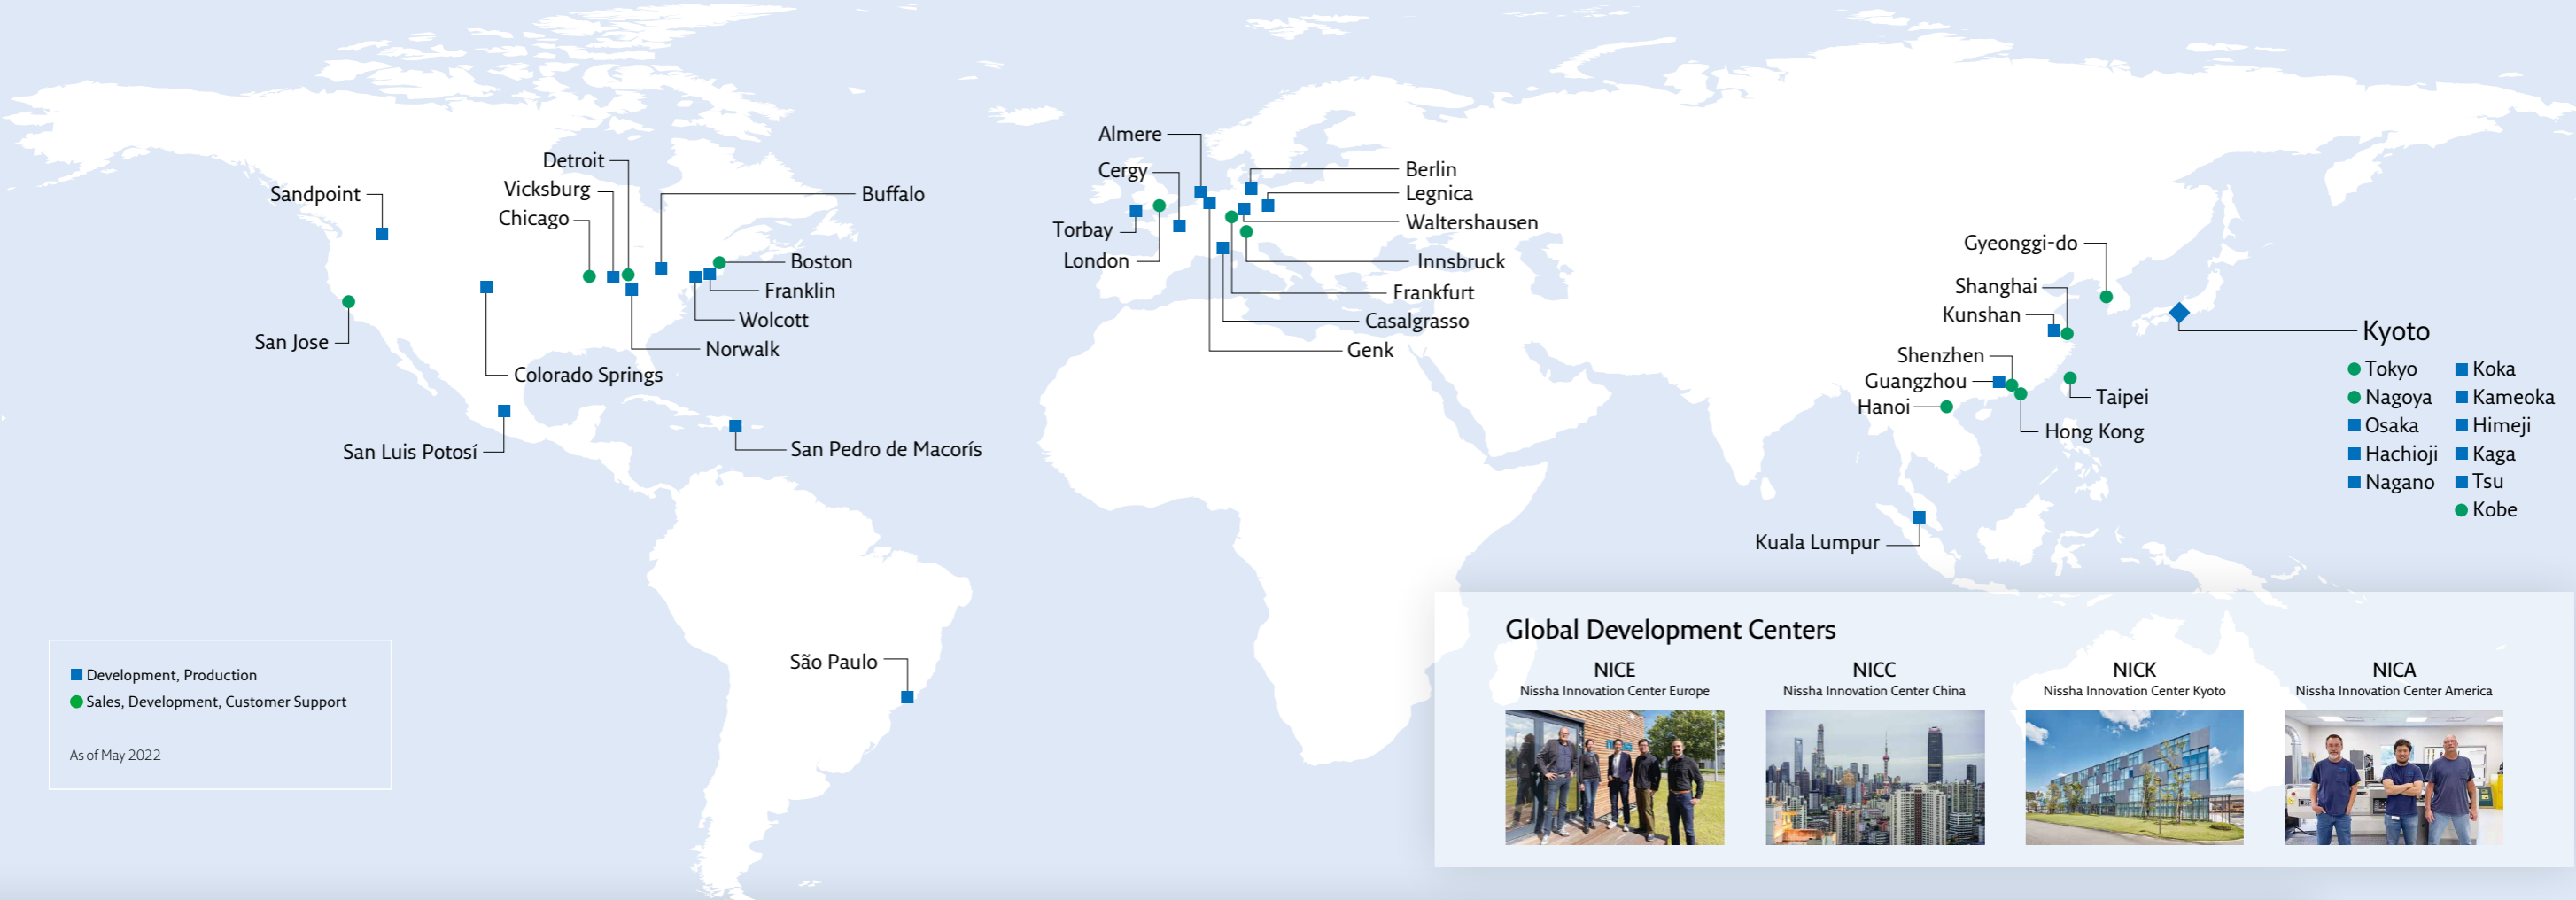 Sandpoint
San Jose
Detroit
Vicksburg
Chicago
Buffalo
Boston
Franklin
Wolcott
Norwalk
Colorado Springs
San Luis Potosí
San Pedro de Macorís
São Paulo
Almere
Cergy
Torbay
London
Berlin
Legnica
Waltershausen
Innsbruck
Frankfurt
Casalgrasso
Genk
Gyeonggi-do
Shanghai
Kunshan
Shenzhen
Guangzhou
Hanoi
Taipei
Hong Kong
Kuala Lumpur
Kyoto
Tokyo
Nagoya
Osaka
Hachioji
Nagano
Koka
Kameoka
Himeji
Kaga
Tsu
Kobe
Development, Production
Sales, Development, Customer Support
As of May 2022
Global Development Centers
NICE
Nissha Innovation Center Europe
NICC
Nissha Innovation Center China
NICK
Nissha Innovation Center Kyoto
NICA
Nissha Innovation Center America